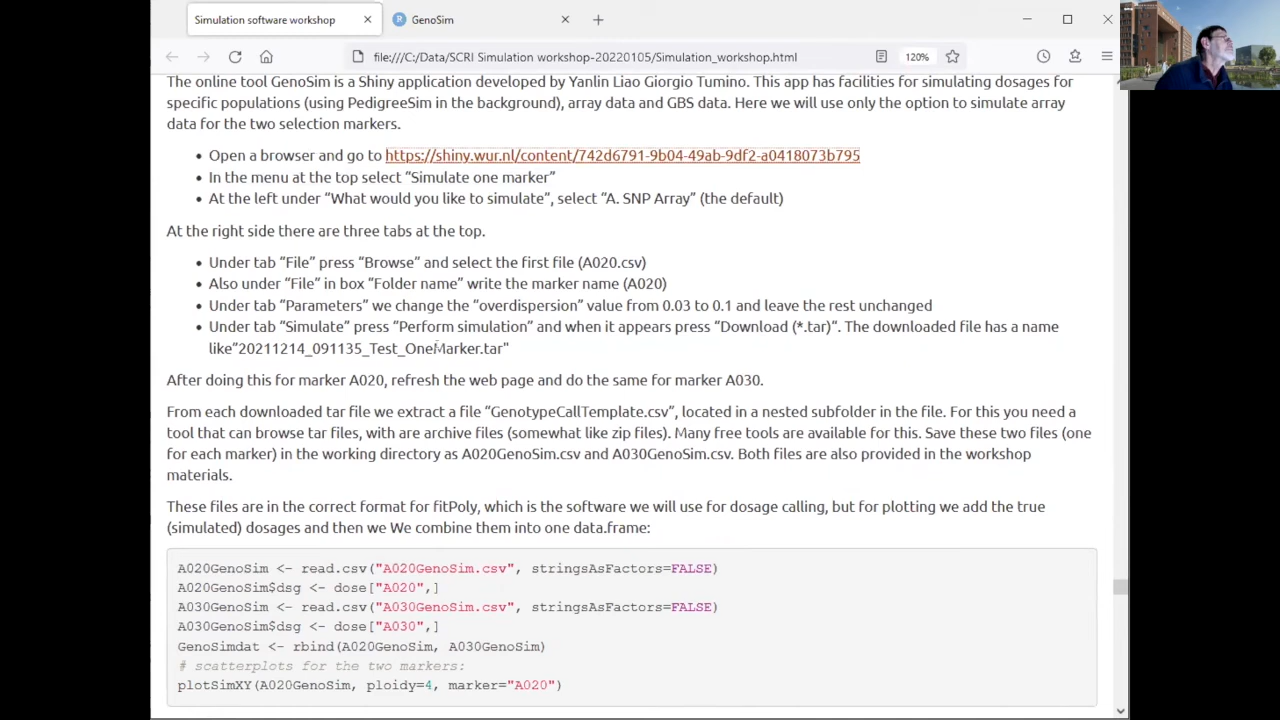 Simulation software workshop
GenoSim
file:///C:/Data/SCRI Simulation workshop-20220105/Simulation_workshop.html
120%
The online tool GenoSim is a Shiny application developed by Yanlin Liao Giorgio Tumino. This app has facilities for simulating dosages for
specific populations (using PedigreeSim in the background), array data and GBS data. Here we will use only the option to simulate array
data for the two selection markers.
• Open a browser and go to https://shiny.wur.nl/content/742d6791-9b04-49ab-9df2-a0418073b795
• In the menu at the top select “Simulate one marker”
• At the left under “What would you like to simulate”, select “A. SNP Array” (the default)
At the right side there are three tabs at the top.
• Under tab “File” press “Browse” and select the first file (A020.csv)
• Also under “File” in box “Folder name” write the marker name (A020)
• Under tab “Parameters” we change the “overdispersion” value from 0.03 to 0.1 and leave the rest unchanged
• Under tab “Simulate” press “Perform simulation” and when it appears press “Download (*.tar)“. The downloaded file has a name
like”20211214_091135_Test_OneMarker.tar”
After doing this for marker A020, refresh the web page and do the same for marker A030.
From each downloaded tar file we extract a file “GenotypeCallTemplate.csv”, located in a nested subfolder in the file. For this you need a
tool that can browse tar files, with are archive files (somewhat like zip files). Many free tools are available for this. Save these two files (one
for each marker) in the working directory as A020GenoSim.csv and A030GenoSim.csv. Both files are also provided in the workshop
materials.
These files are in the correct format for fitPoly, which is the software we will use for dosage calling, but for plotting we add the true
(simulated) dosages and then we We combine them into one data.frame:
A020GenoSim <- read.csv("A020GenoSim.csv", stringsAsFactors=FALSE)
A020GenoSim$dsg <- dose["A020",]
A030GenoSim <- read.csv("A030GenoSim.csv", stringsAsFactors=FALSE)
A030GenoSim$dsg <- dose["A030",]
GenoSimdat <- rbind(A020GenoSim, A030GenoSim)
# scatterplots for the two markers:
plotSimXY(A020GenoSim, ploidy=4, marker="A020")